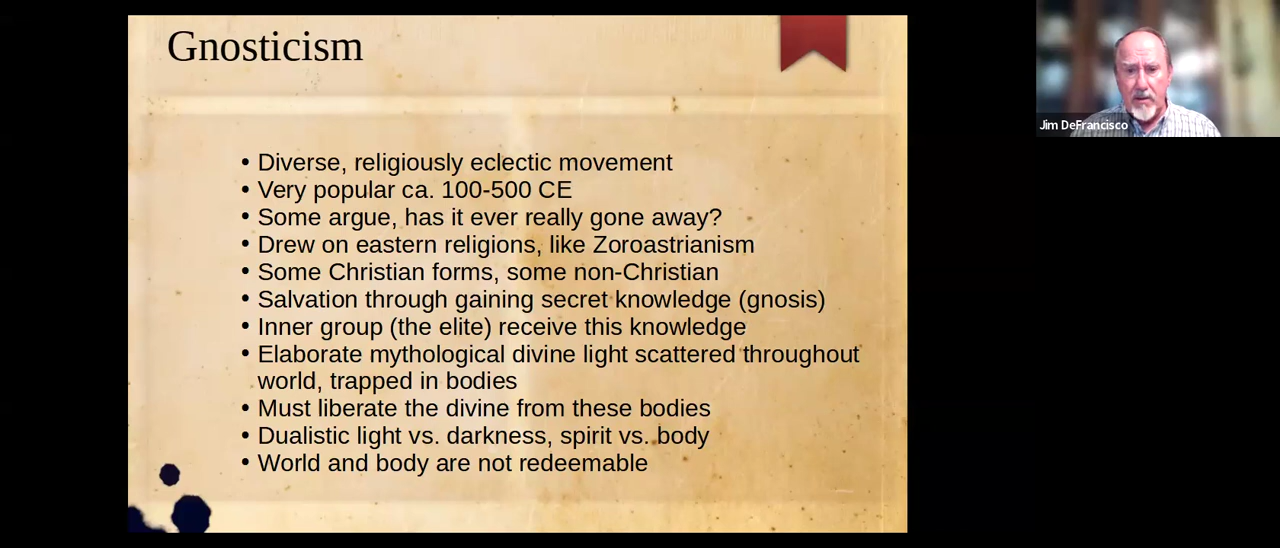 Gnosticism
• Diverse, religiously eclectic movement
• Very popular ca. 100-500 CE
• Some argue, has it ever really gone away?
• Drew on eastern religions, like Zoroastrianism
• Some Christian forms, some non-Christian
• Salvation through gaining secret knowledge (gnosis)
• Inner group (the elite) receive this knowledge
• Elaborate mythological divine light scattered throughout
world, trapped in bodies
• Must liberate the divine from these bodies
• Dualistic light vs. darkness, spirit vs. body
• World and body are not redeemable
Jim DeFrancisco